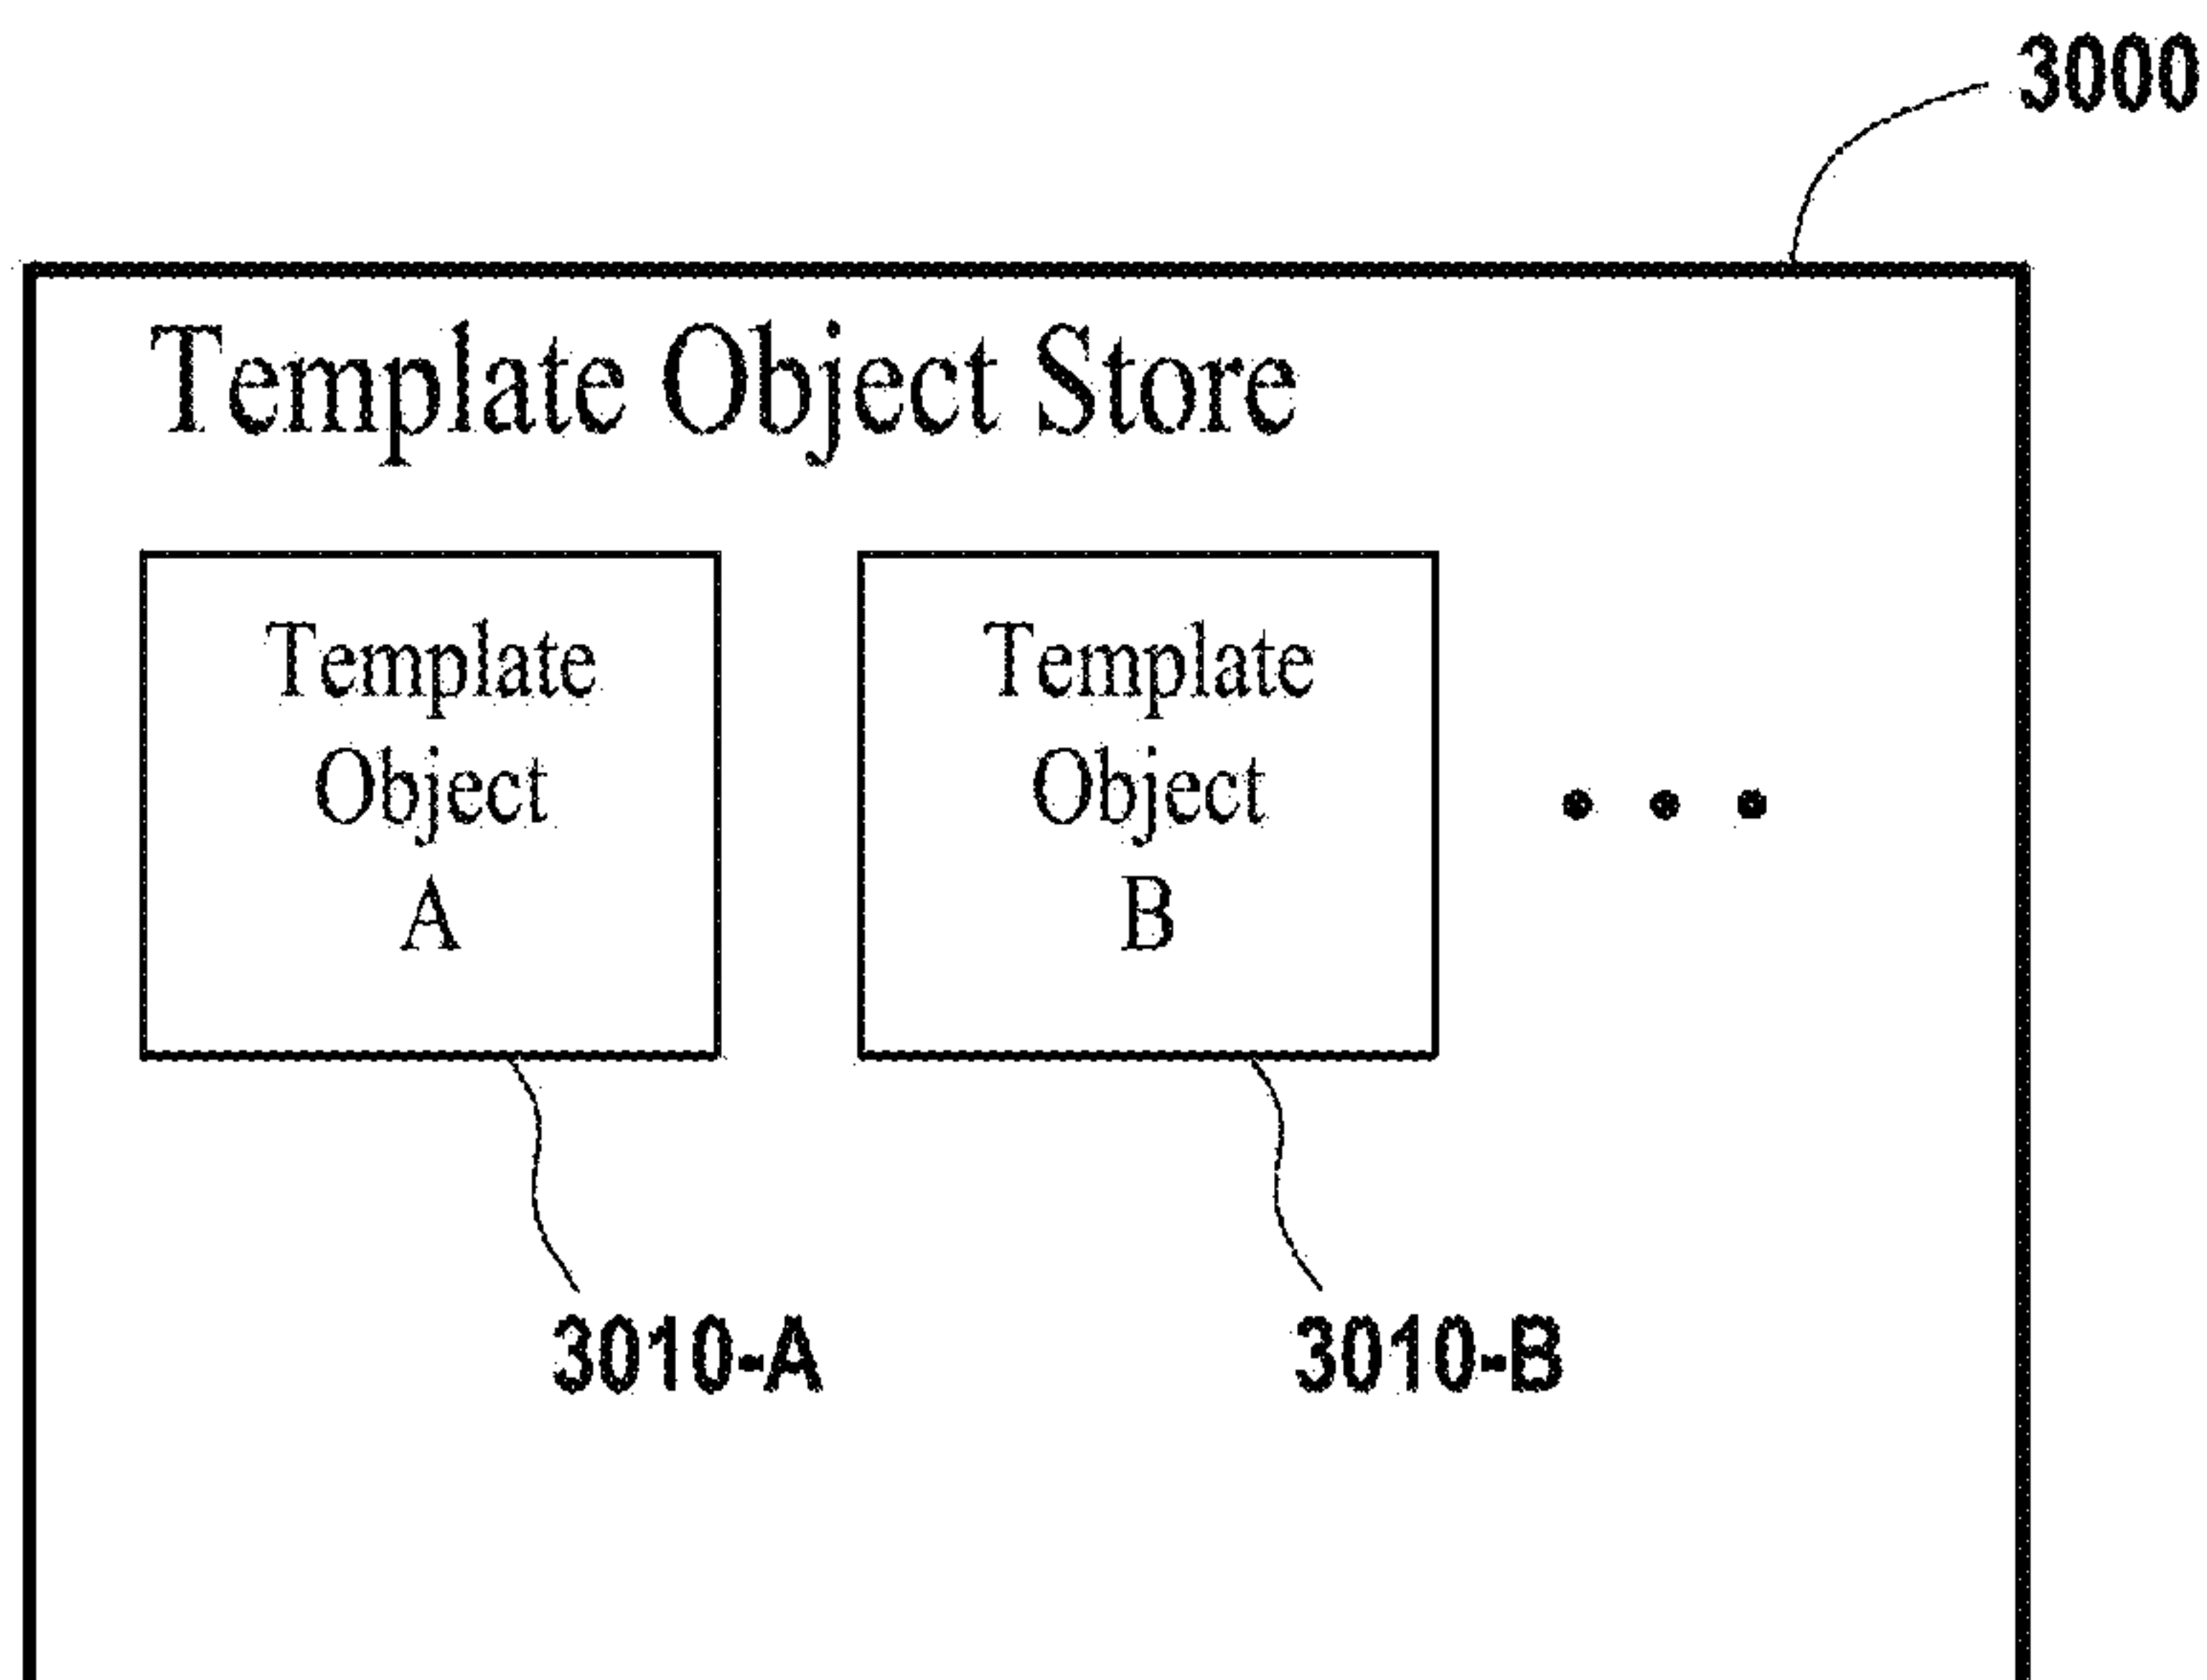 3000
Template Object Store
Template
Object
A
Template
Object
B
3010-A
3010-B